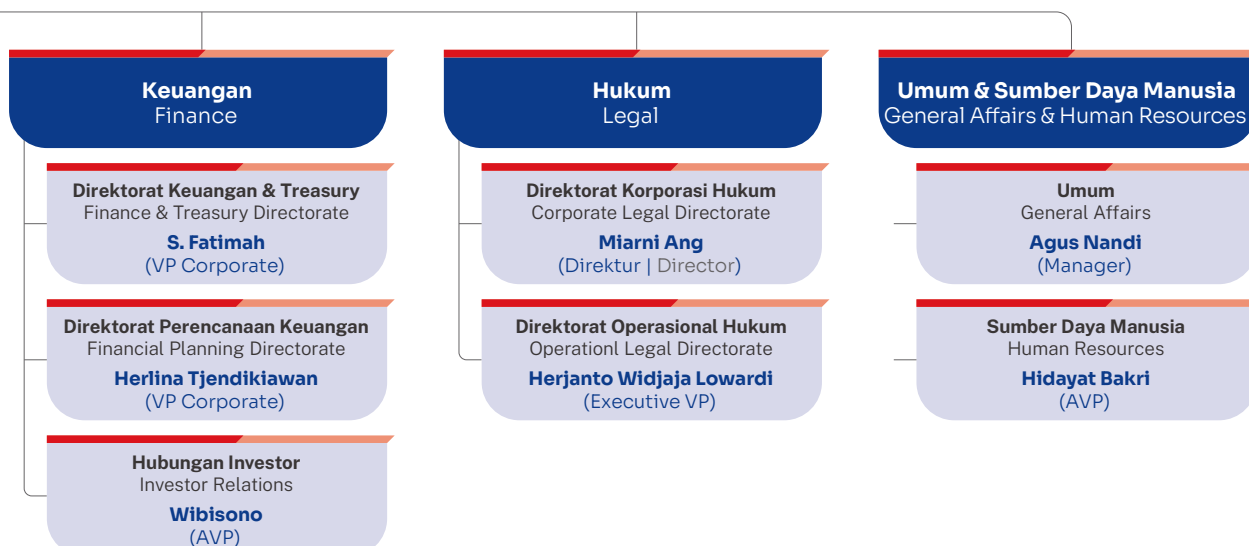 Keuangan
Finance
Direktorat Keuangan & Treasury
Finance & Treasury Directorate
S. Fatimah
(VP Corporate)
Direktorat Perencanaan Keuangan
Financial Planning Directorate
Herlina Tjendikiawan
(VP Corporate)
Hubungan Investor
Investor Relations
Wibisono
(AVP)
Hukum
Legal
Direktorat Korporasi Hukum
Corporate Legal Directorate
Miarni Ang
(Direktur | Director)
Direktorat Operasional Hukum
Operationl Legal Directorate
Herjanto Widjaja Lowardi
(Executive VP)
Umum & Sumber Daya Manusia
General Affairs & Human Resources
Umum
General Affairs
Agus Nandi
(Manager)
Sumber Daya Manusia
Human Resources
Hidayat Bakri
(AVP)